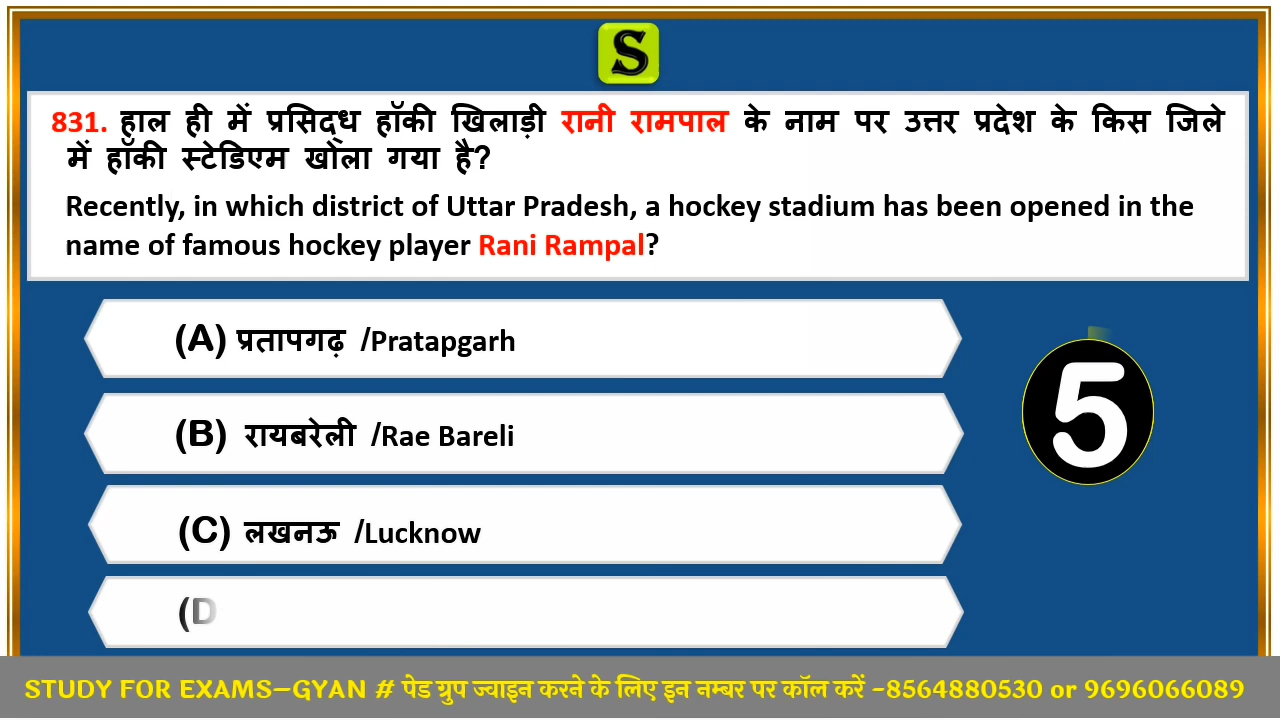 S
831. हाल ही में प्रसिद्ध हॉकी खिलाड़ी रानी रामपाल के नाम पर उत्तर प्रदेश के किस जिले
में हॉकी स्टेडिएम खोला गया है?
Recently, in which district of Uttar Pradesh, a hockey stadium has been opened in the
name of famous hockey player Rani Rampal?
(A) प्रतापगढ़ /Pratapgarh
(B) रायबरेली /Rae Bareli
5
(C) लखनऊ /Lucknow
(D
STUDY FOR EXAMS–GYAN # पेड ग्रुप ज्वाइन करने के लिए इन नम्बर पर कॉल करें -8564880530 or 9696066089